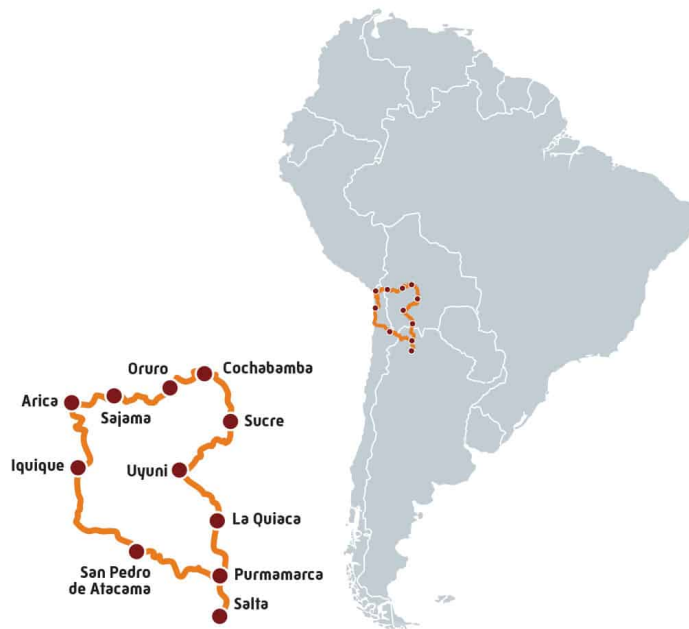 Oruro
Cochabamba
Arica
Sajama
Sucre
Iquique
Uyuni
La Quiaca
San Pedro
de Atacama
Purmamarca
Salta